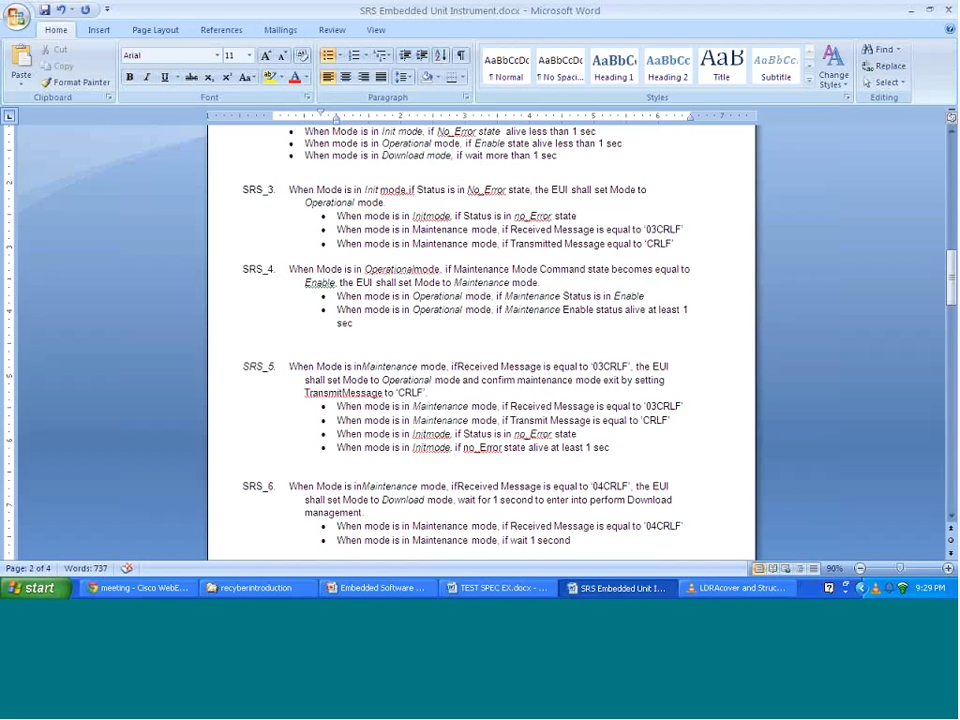 SRS Embedded Unit Instrument.docx - Microsoft Word
Home Insert Page Layout References Mailings Review View
Paste
Cut
Copy
Format Painter
Clipboard
Arial 11
Font
Paragraph
AaBbCcDc AaBbCcDc AaBbCc AaBbCc AaB AaBbCc.
¶ Normal ¶ No Spaci... Heading 1 Heading 2 Title Subtitle
Change Styles
Styles
Find
Replace
Select
Editing
When Mode is in Init mode, if No_Error state alive less than 1 sec
When Mode is in Operational mode, if Enable state alive less than 1 sec
When Mode is in Download mode, if wait more than 1 sec
SRS_3. When Mode is in Init mode,if Status is in No_Error state, the EUI shall set Mode to
Operational mode.
When mode is in Initmode, if Status is in no_Error state
When mode is in Maintenance mode, if Received Message is equal to ‘03CRLF’
When mode is in Maintenance mode, if Transmitted Message equal to ‘CRLF’
SRS_4. When Mode is in Operationalmode, if Maintenance Mode Command state becomes equal to
Enable, the EUI shall set Mode to Maintenance mode.
When mode is in Operational mode, if Maintenance Status is in Enable
When mode is in Operational mode, if Maintenance Enable status alive at least 1
sec
SRS_5. When Mode is inMaintenance mode, ifReceived Message is equal to ‘03CRLF’, the EUI
shall set Mode to Operational mode and confirm maintenance mode exit by setting
TransmitMessage to ‘CRLF’.
When mode is in Maintenance mode, if Received Message is equal to ‘03CRLF’
When mode is in Maintenance mode, if Transmit Message is equal to ‘CRLF’
When mode is in Initmode, if Status is in no_Error state
When mode is in Initmode, if no_Error state alive at least 1 sec
SRS_6. When Mode is inMaintenance mode, ifReceived Message is equal to ‘04CRLF’, the EUI
shall set Mode to Download mode, wait for 1 second to enter into perform Download
management.
When mode is in Maintenance mode, if Received Message is equal to ‘04CRLF’
When mode is in Maintenance mode, if wait 1 second
Page: 2 of 4 Words: 737 90%
start meeting - Cisco WebE... recyberintroduction Embedded Software ... TEST SPEC EX.docx - ... SRS Embedded Unit I... LDRAcover and Struc... 9:29 PM